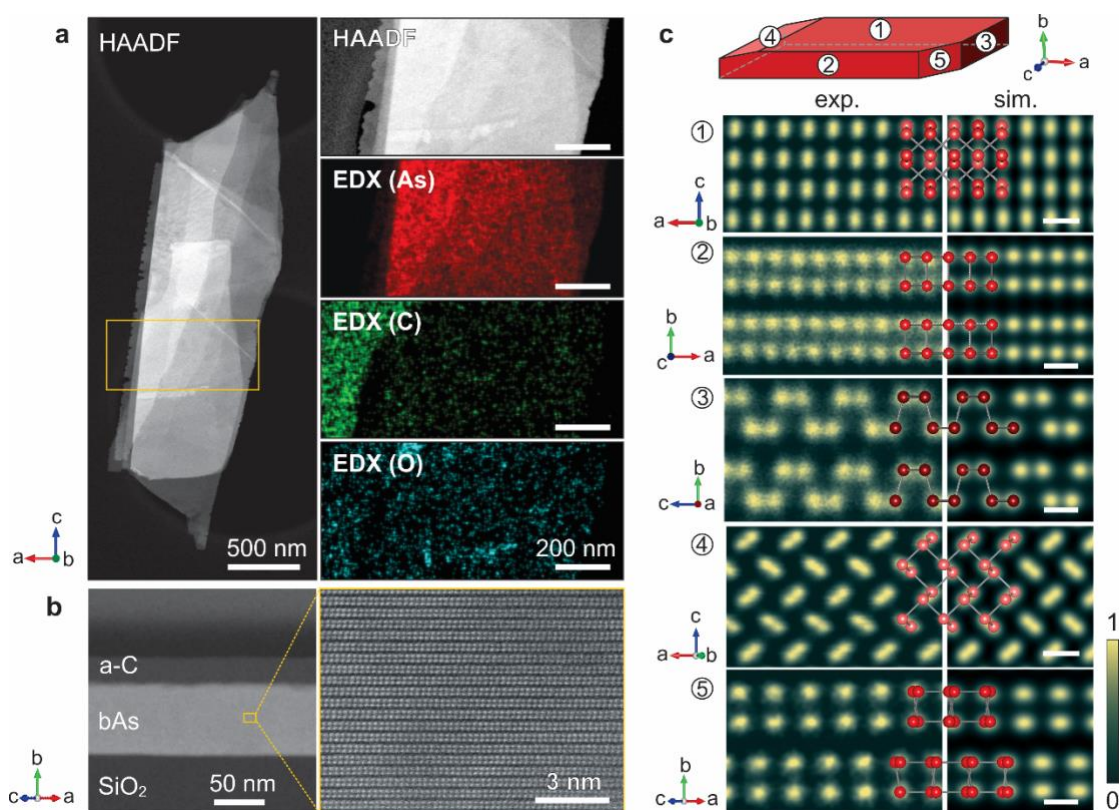 a
HAADF
c
b
a
500 nm
HAADF
EDX (As)
EDX (C)
EDX (O)
200 nm
b
a-C
bAs
SiO₂
50 nm
b
c
a
3 nm
c
④
①
③
②
⑤
b
a
c
exp.
sim.
①
c
a
b
②
b
c
a
③
b
c
a
④
c
a
b
⑤
b
c
a
1
0